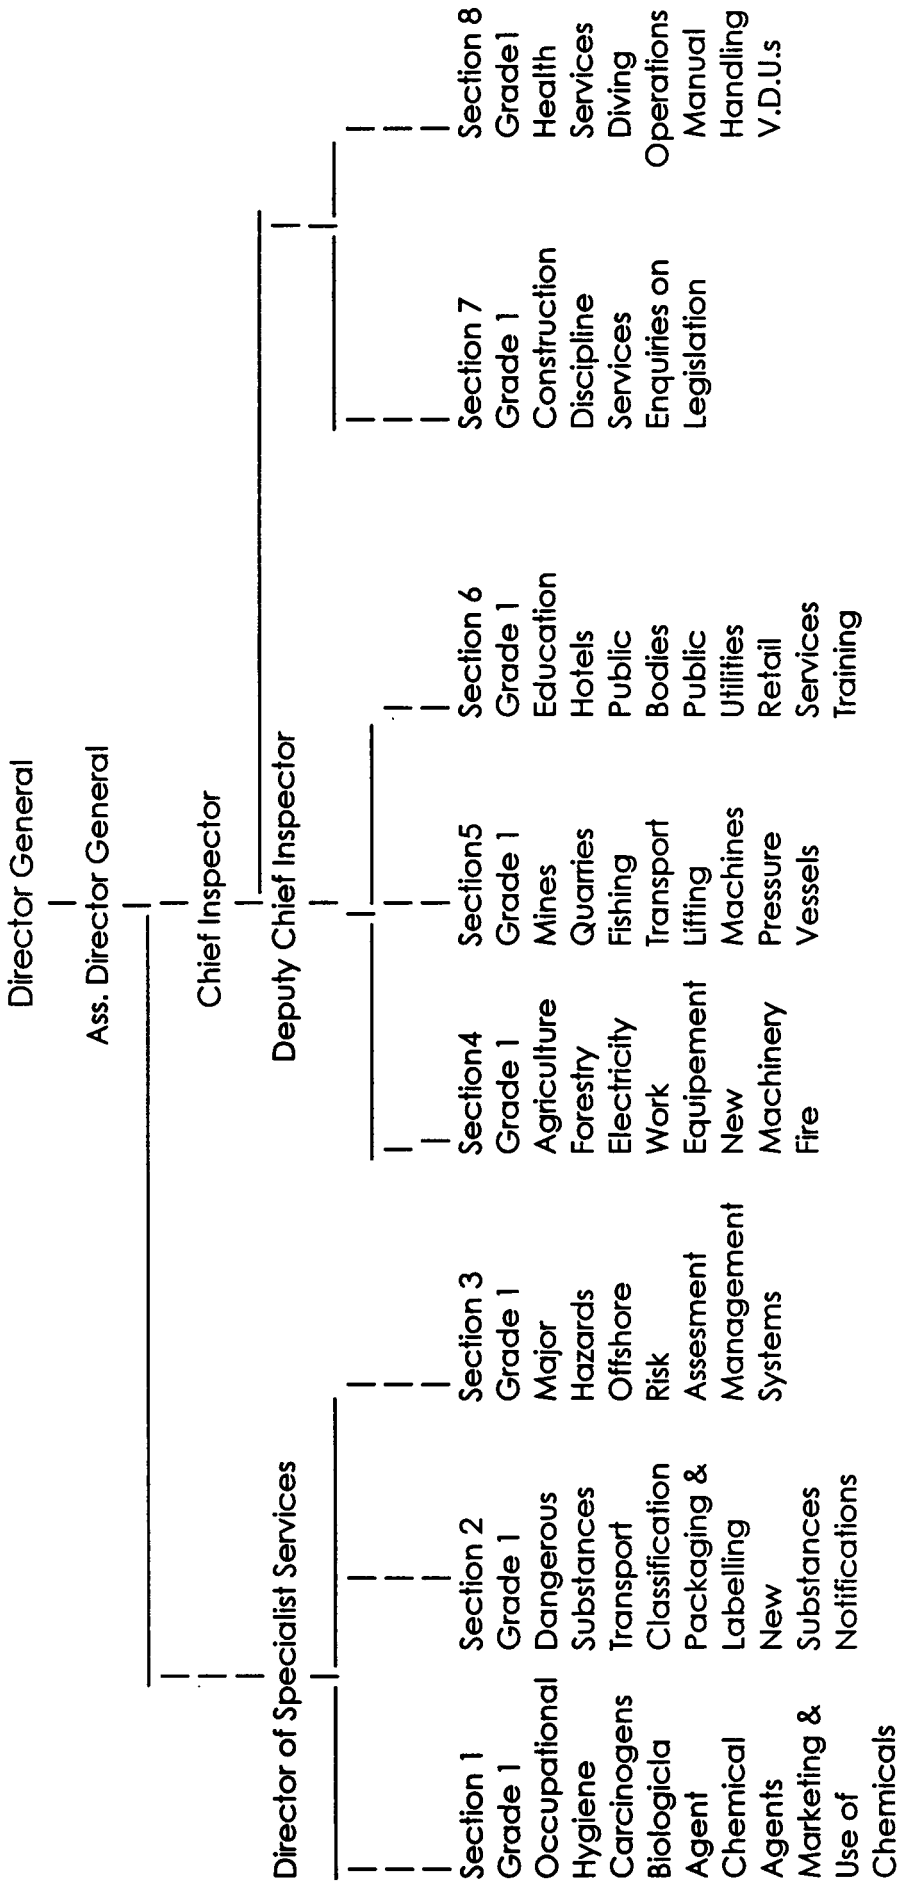 Director General
Ass. Director General
Chief Inspector
Director of Specialist Services
Deputy Chief Inspector
Section 1
Grade 1
Occupational
Hygiene
Carcinogens
Biologicla
Agent
Chemical
Agents
Marketing &
Use of
Chemicals
Section 2
Grade 1
Dangerous
Substances
Transport
Classification
Packaging &
Labelling
New
Substances
Notifications
Section 3
Grade 1
Major
Hazards
Offshore
Risk
Assesment
Management
Systems
Section4
Grade 1
Agriculture
Forestry
Electricity
Work
Equipement
New
Machinery
Fire
Section5
Grade 1
Mines
Quarries
Fishing
Transport
Lifting
Machines
Pressure
Vessels
Section 6
Grade 1
Education
Hotels
Public
Bodies
Public
Utilities
Retail
Services
Training
Section 7
Grade 1
Construction
Discipline
Services
Enquiries on
Legislation
Section 8
Grade1
Health
Services
Diving
Operations
Manual
Handling
V.D.U.s